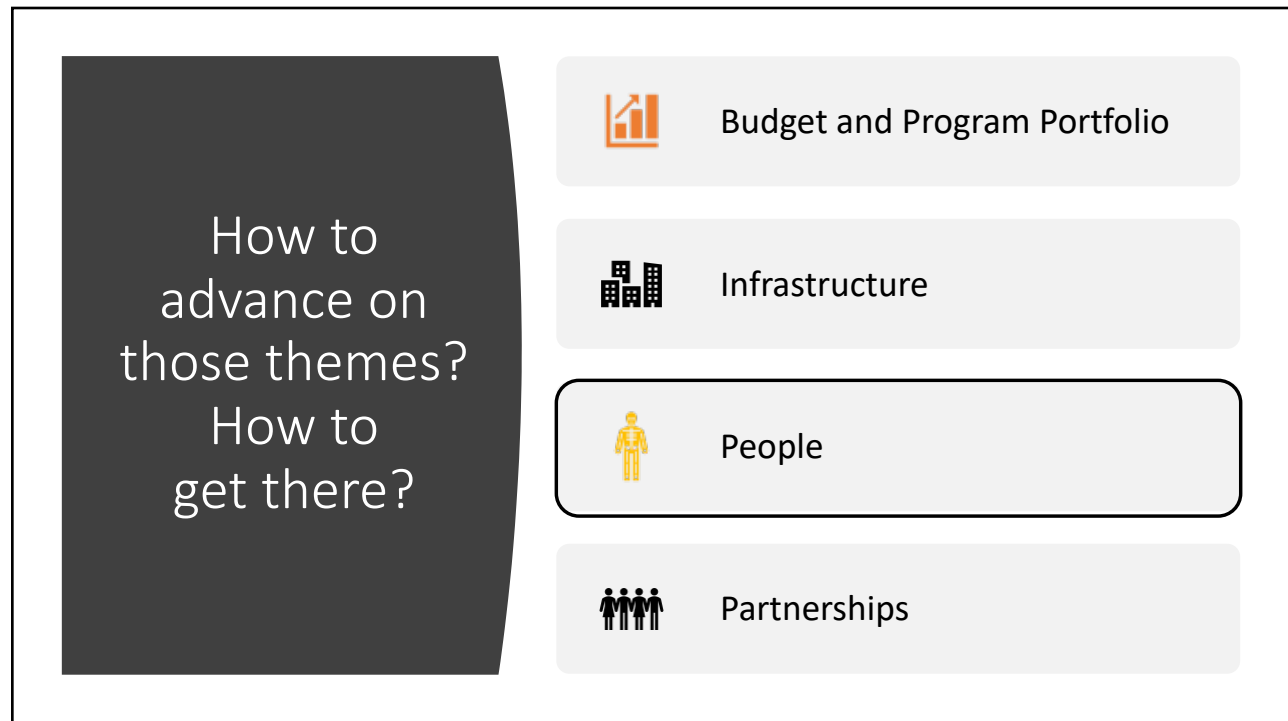 How to
advance on
those themes?
How to
get there?
Budget and Program Portfolio
Infrastructure
People
Partnerships